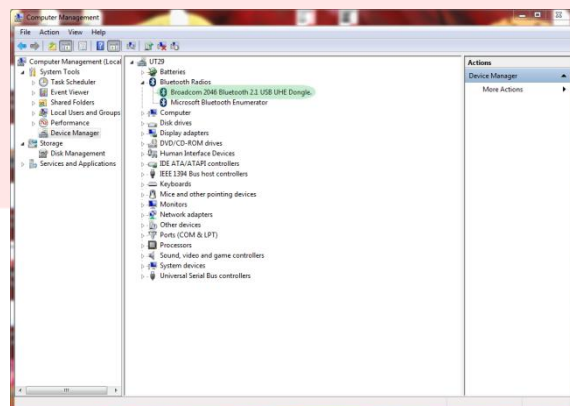 Computer Management
File Action View Help
Computer Management (Local
System Tools
Task Scheduler
Event Viewer
Shared Folders
Local Users and Groups
Performance
Device Manager
Storage
Disk Management
Services and Applications
UT29
Batteries
Bluetooth Radios
Broadcom 2046 Bluetooth 2.1 USB UHE Dongle.
Microsoft Bluetooth Enumerator
Computer
Disk drives
Display adapters
DVD/CD-ROM drives
Human Interface Devices
IDE ATA/ATAPI controllers
IEEE 1394 Bus host controllers
Keyboards
Mice and other pointing devices
Monitors
Network adapters
Other devices
Ports (COM & LPT)
Processors
Sound, video and game controllers
System devices
Universal Serial Bus controllers
Actions
Device Manager
More Actions